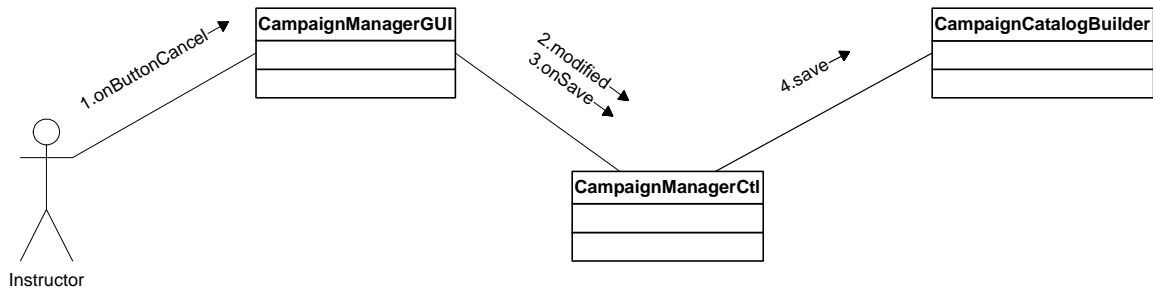 CampaignManagerGUI
CampaignCatalogBuilder
1.onButtonCancel
2.modified
3.onSave
4.save
CampaignManagerCtl
Instructor